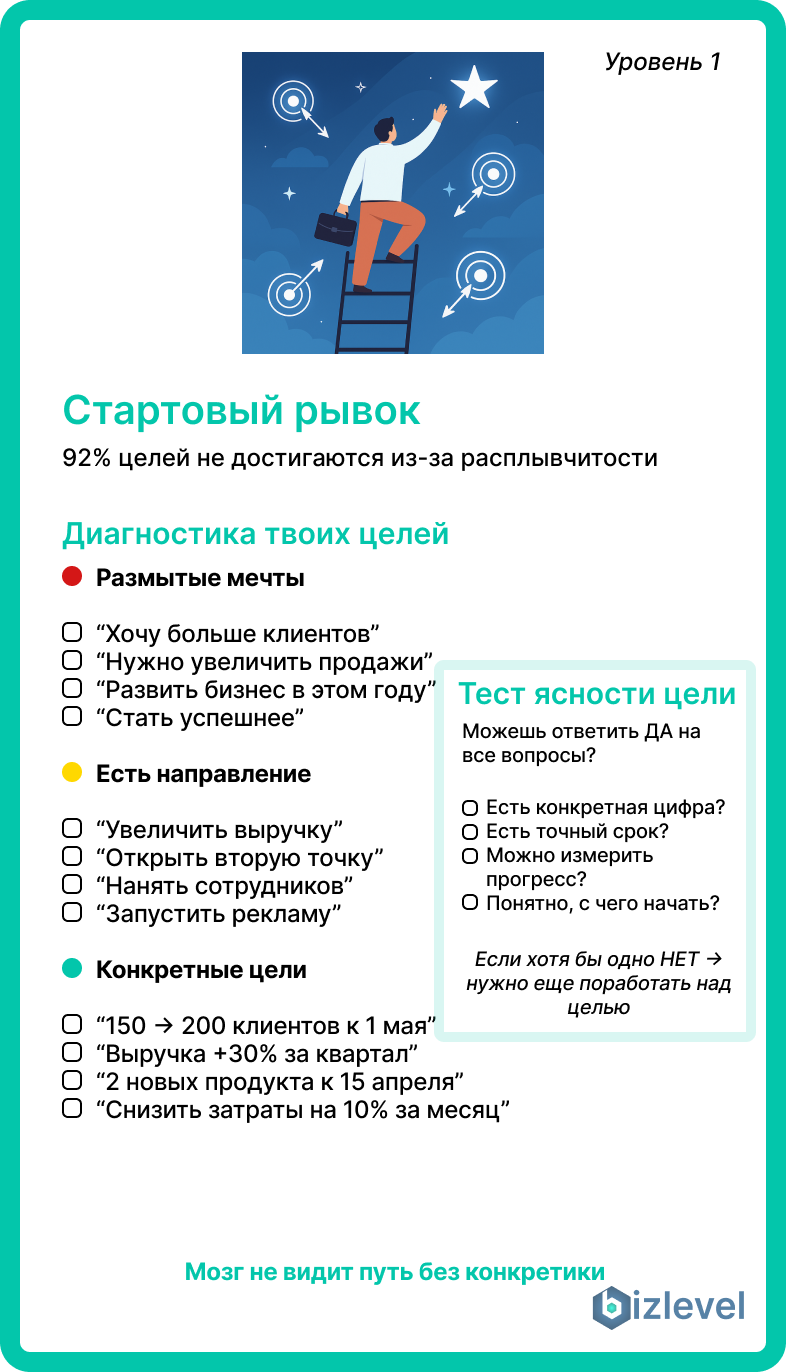 Уровень 1
Стартовый рывок
92% целей не достигаются из-за расплывчитости
Диагностика твоих целей
Размытые мечты
“Хочу больше клиентов”
“Нужно увеличить продажи”
“Развить бизнес в этом году”
“Стать успешнее”
Есть направление
“Увеличить выручку”
“Открыть вторую точку”
“Нанять сотрудников”
“Запустить рекламу”
Конкретные цели
“150 → 200 клиентов к 1 мая”
“Выручка +30% за квартал”
“2 новых продукта к 15 апреля”
“Снизить затраты на 10% за месяц”
Тест ясности цели
Можешь ответить ДА на
все вопросы?
Есть конкретная цифра?
Есть точный срок?
Можно измерить
прогресс?
Понятно, с чего начать?
Если хотя бы одно НЕТ →
нужно еще поработать над
целью
Мозг не видит путь без конкретики
bizlevel